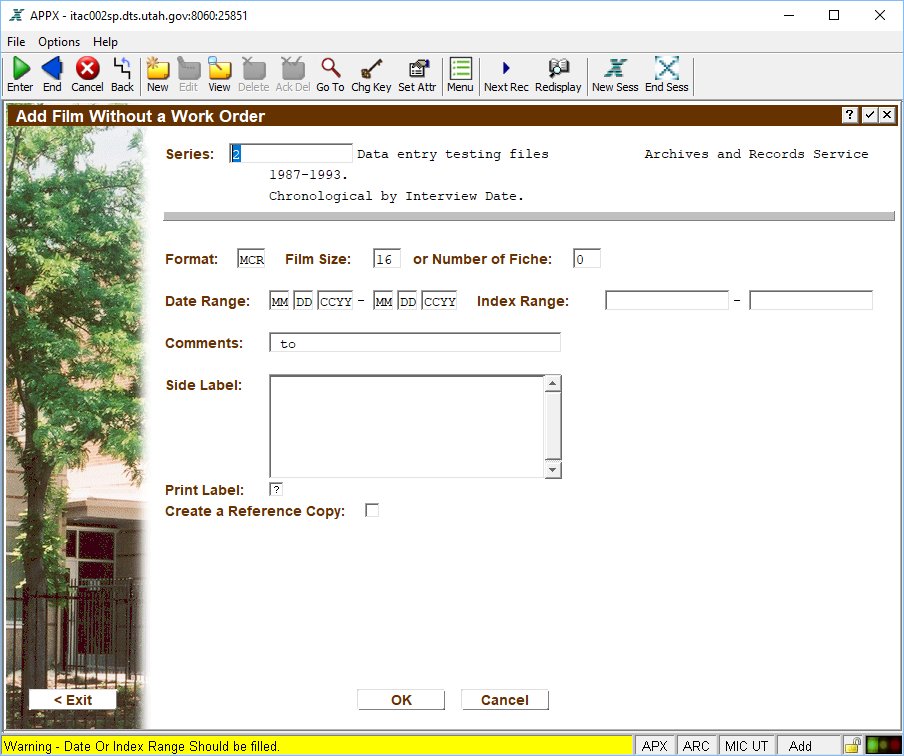 APPX - itac002sp.dts.utah.gov:8060:25851
File Options Help
Enter End Cancel Back New Edit View Delete Ack Del Go To Chg Key Set Attr Menu Next Rec Redisplay New Sess End Sess
Add Film Without a Work Order ?
Series: 2 Data entry testing files Archives and Records Service
1987-1993.
Chronological by Interview Date.
Format: MCR Film Size: 16 or Number of Fiche: 0
Date Range: MM DD CCYY - MM DD CCYY Index Range: -
Comments: to
Side Label:
Print Label: ?
Create a Reference Copy:
< Exit OK Cancel
Warning - Date Or Index Range Should be filled. APX ARC MIC UT Add